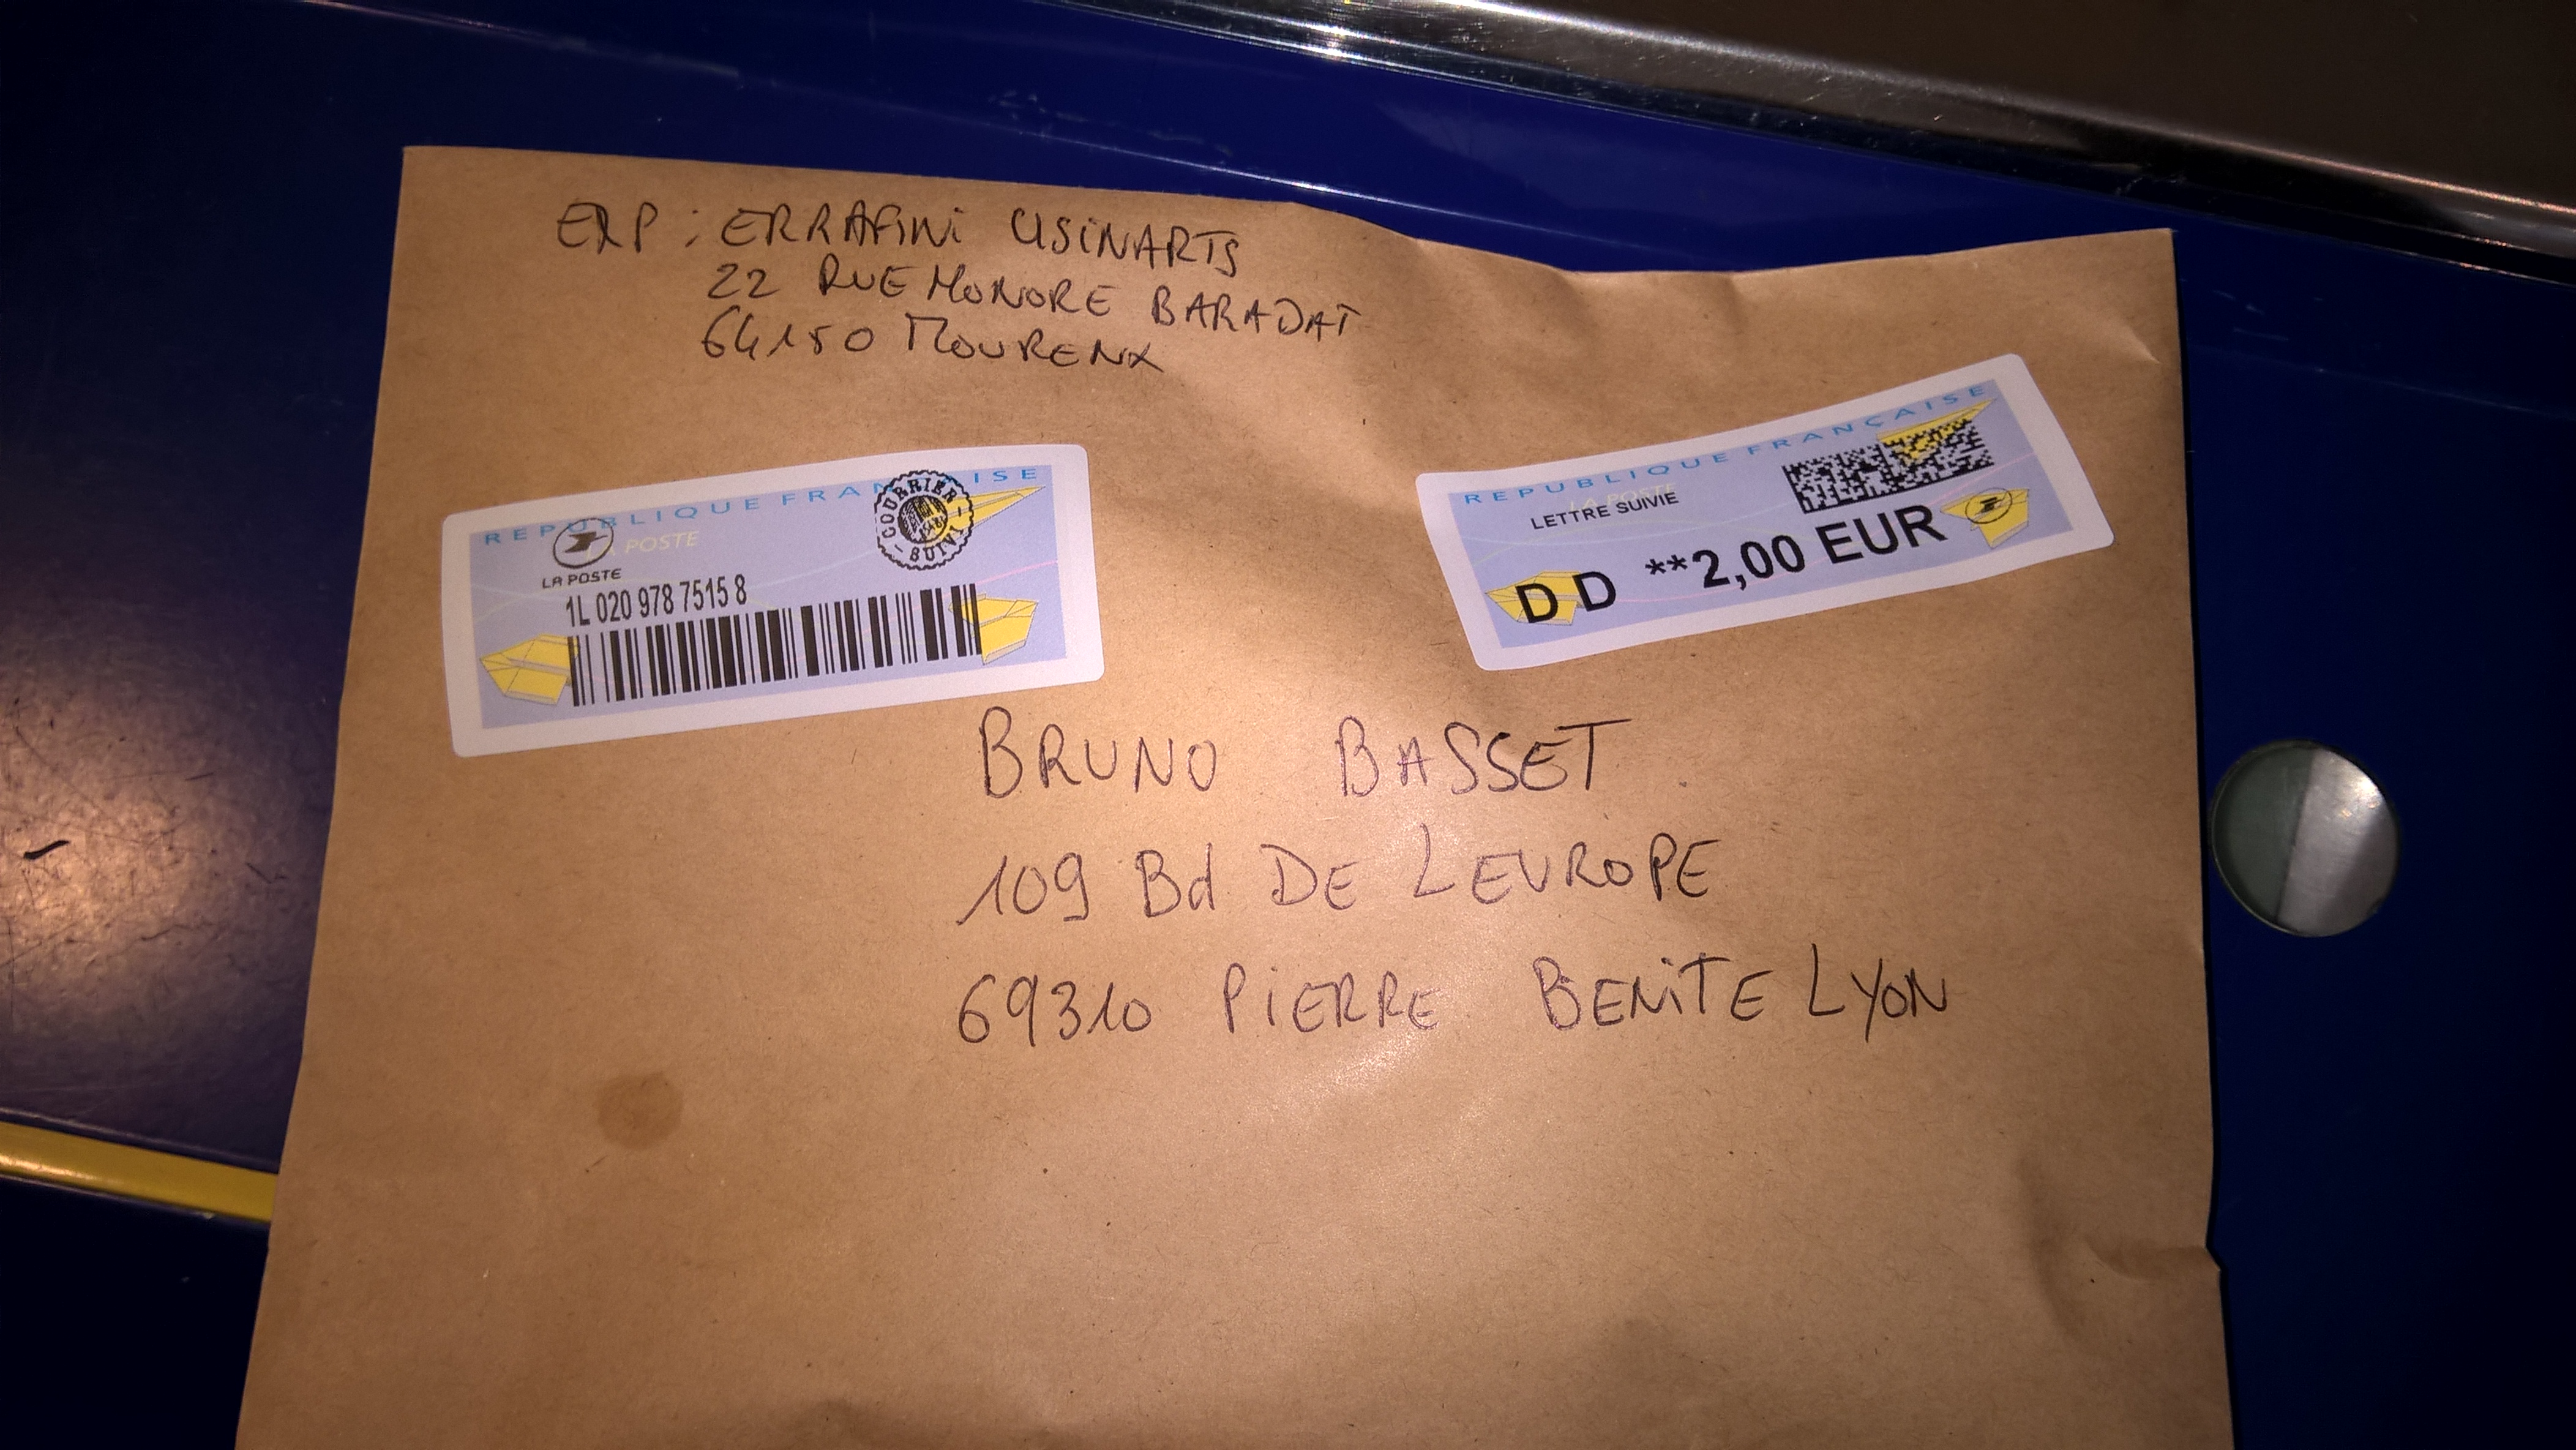 EXP : ERRAFINI USINARTS
22 RUE HONORE BARADAT
64150 MOURENX
REPUBLIQUE FRANÇAISE
LA POSTE
LETTRE SUIVIE
DD **2,00 EUR
REPUBLIQUE FRANÇAISE
LA POSTE
COURRIER SUIVI
LA POSTE
1L 020 978 7515 8
BRUNO BASSET.
109 Bd DE LEUROPE
69310 PIERRE BENITE LYON